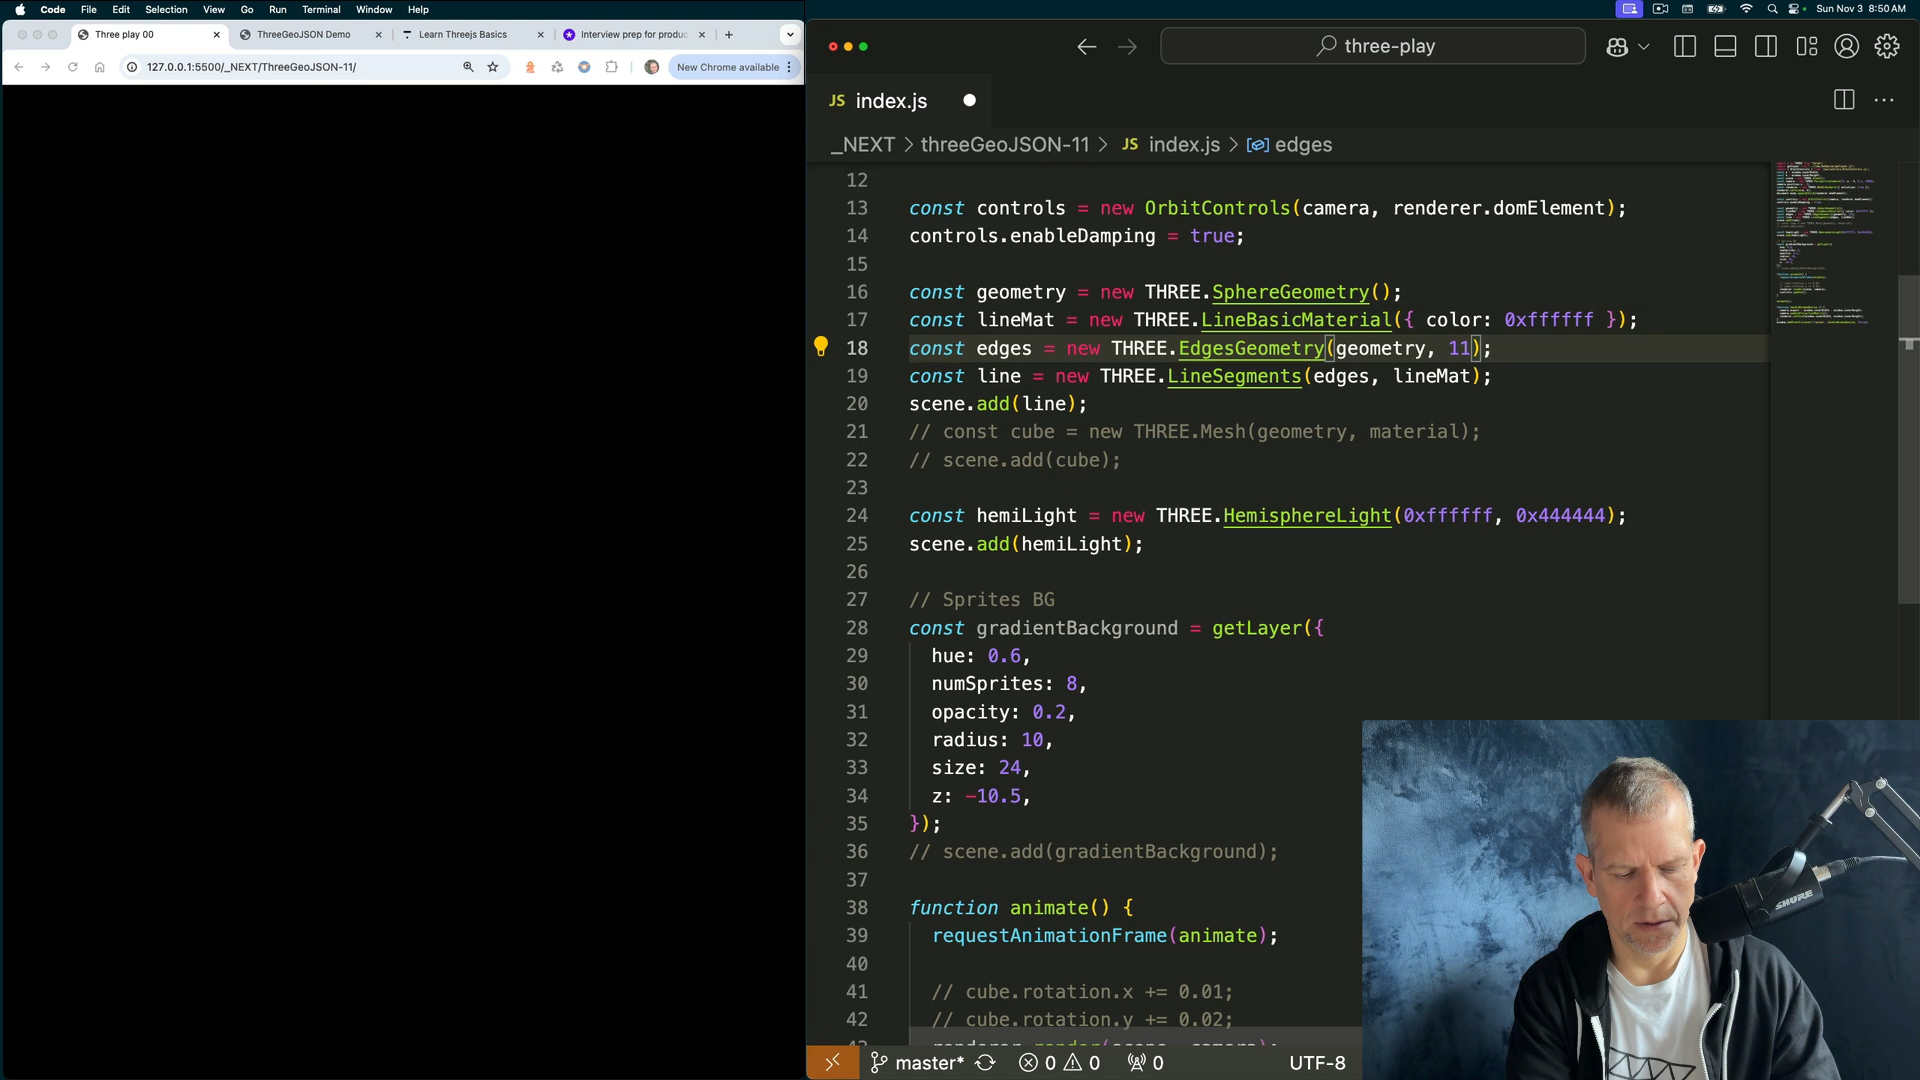 Code File Edit Selection View Go Run Terminal Window Help
Sun Nov 3 8:50 AM
Three play 00
ThreeGeoJSON Demo
Learn Threejs Basics
Interview prep for produc
127.0.0.1:5500/_NEXT/ThreeGeoJSON-11/
New Chrome available
three-play
JS index.js
_NEXT > threeGeoJSON-11 > JS index.js > edges
12
13 const controls = new OrbitControls(camera, renderer.domElement);
14 controls.enableDamping = true;
15
16 const geometry = new THREE.SphereGeometry();
17 const lineMat = new THREE.LineBasicMaterial({ color: 0xffffff });
18 const edges = new THREE.EdgesGeometry(geometry, 11);
19 const line = new THREE.LineSegments(edges, lineMat);
20 scene.add(line);
21 // const cube = new THREE.Mesh(geometry, material);
22 // scene.add(cube);
23
24 const hemiLight = new THREE.HemisphereLight(0xffffff, 0x444444);
25 scene.add(hemiLight);
26
27 // Sprites BG
28 const gradientBackground = getLayer({
29 hue: 0.6,
30 numSprites: 8,
31 opacity: 0.2,
32 radius: 10,
33 size: 24,
34 z: -10.5,
35 });
36 // scene.add(gradientBackground);
37
38 function animate() {
39 requestAnimationFrame(animate);
40
41 // cube.rotation.x += 0.01;
42 // cube.rotation.y += 0.02;
43 renderer.render(scene, camera);
master* 0 0 0 UTF-8
SHURE